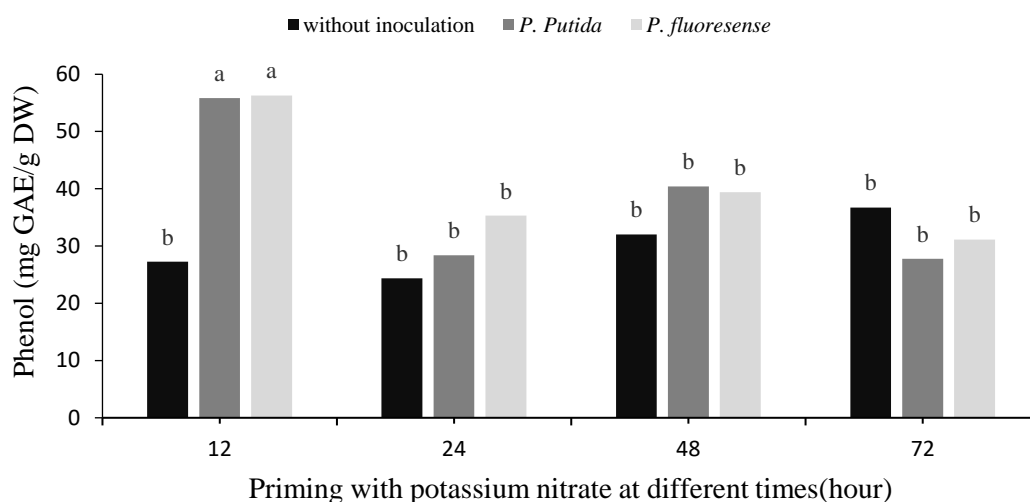 without inoculation P. Putida P. fluoresense
a a
60
50
b b
40
b b
b
b
b
b
b
b
30
20
10
0
12 24 48 72
Phenol (mg GAE/g DW)
Priming with potassium nitrate at different times(hour)